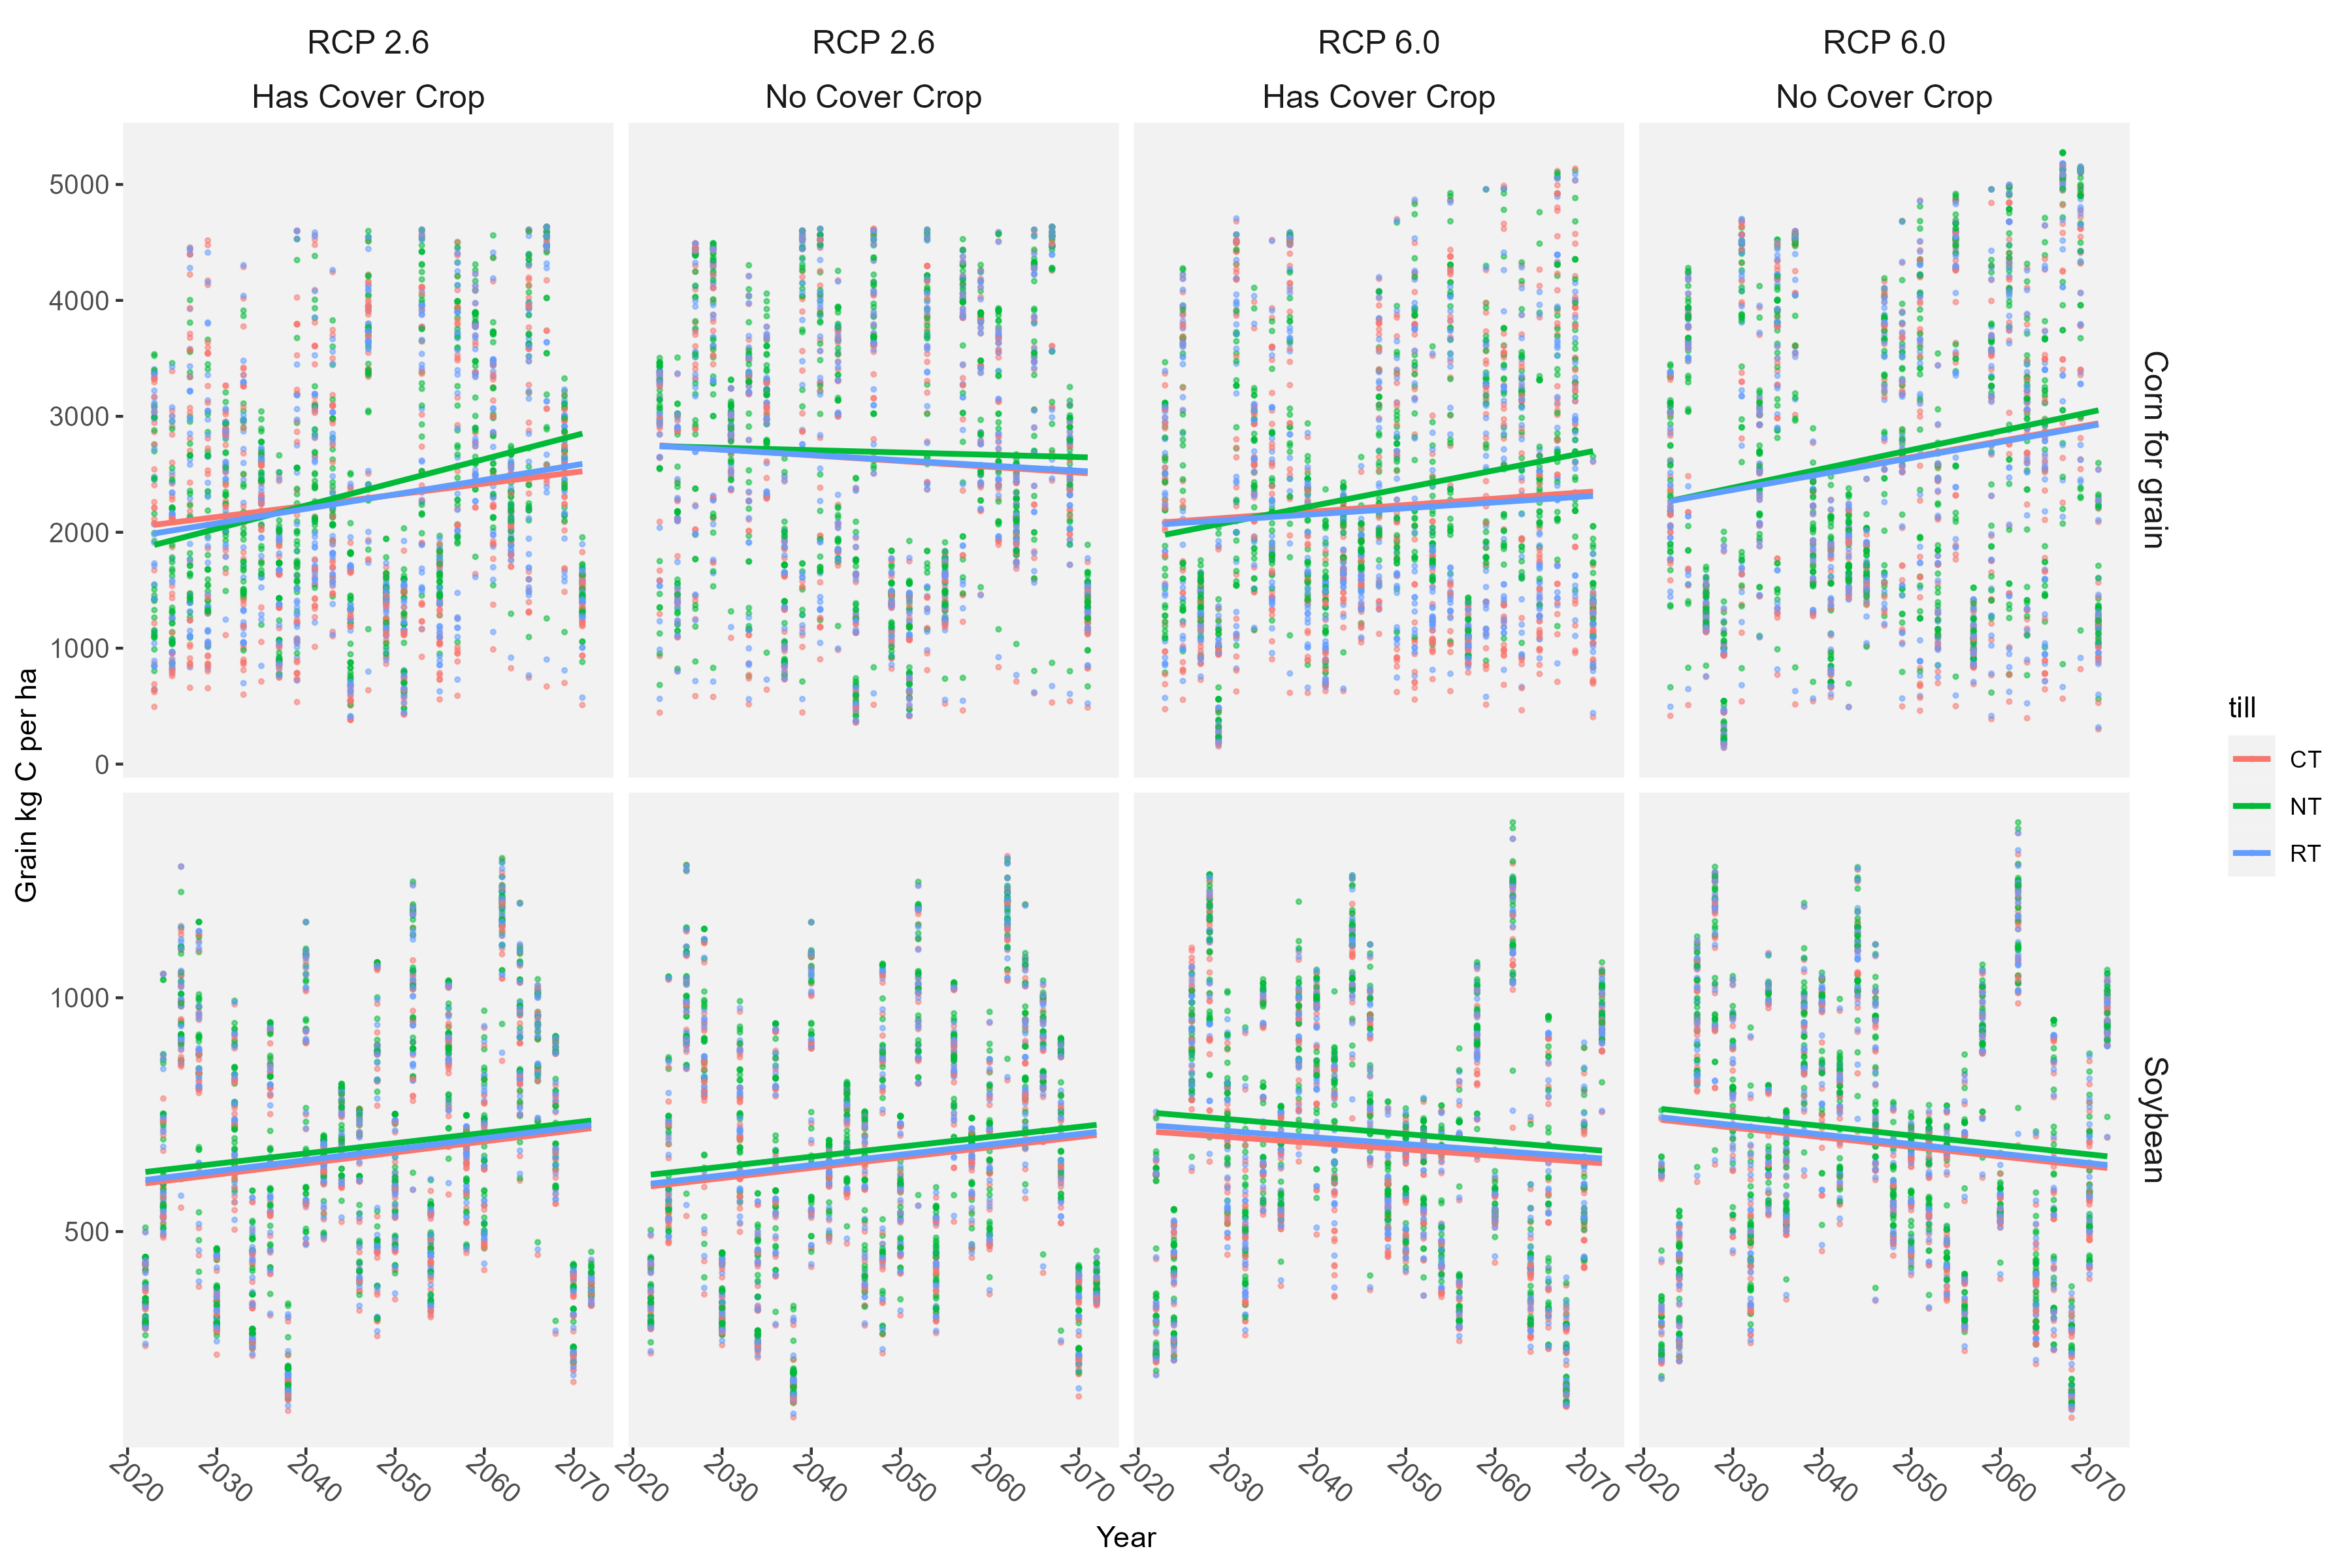 RCP 2.6
RCP 2.6
RCP 6.0
RCP 6.0
Has Cover Crop
No Cover Crop
Has Cover Crop
No Cover Crop
5000
4000
3000
2000
1000
0
Corn for grain
Grain kg C per ha
till
CT
NT
RT
1000
500
Soybean
2020
2030
2040
2050
2060
2070
2020
2030
2040
2050
2060
2070
2020
2030
2040
2050
2060
2070
2020
2030
2040
2050
2060
2070
Year